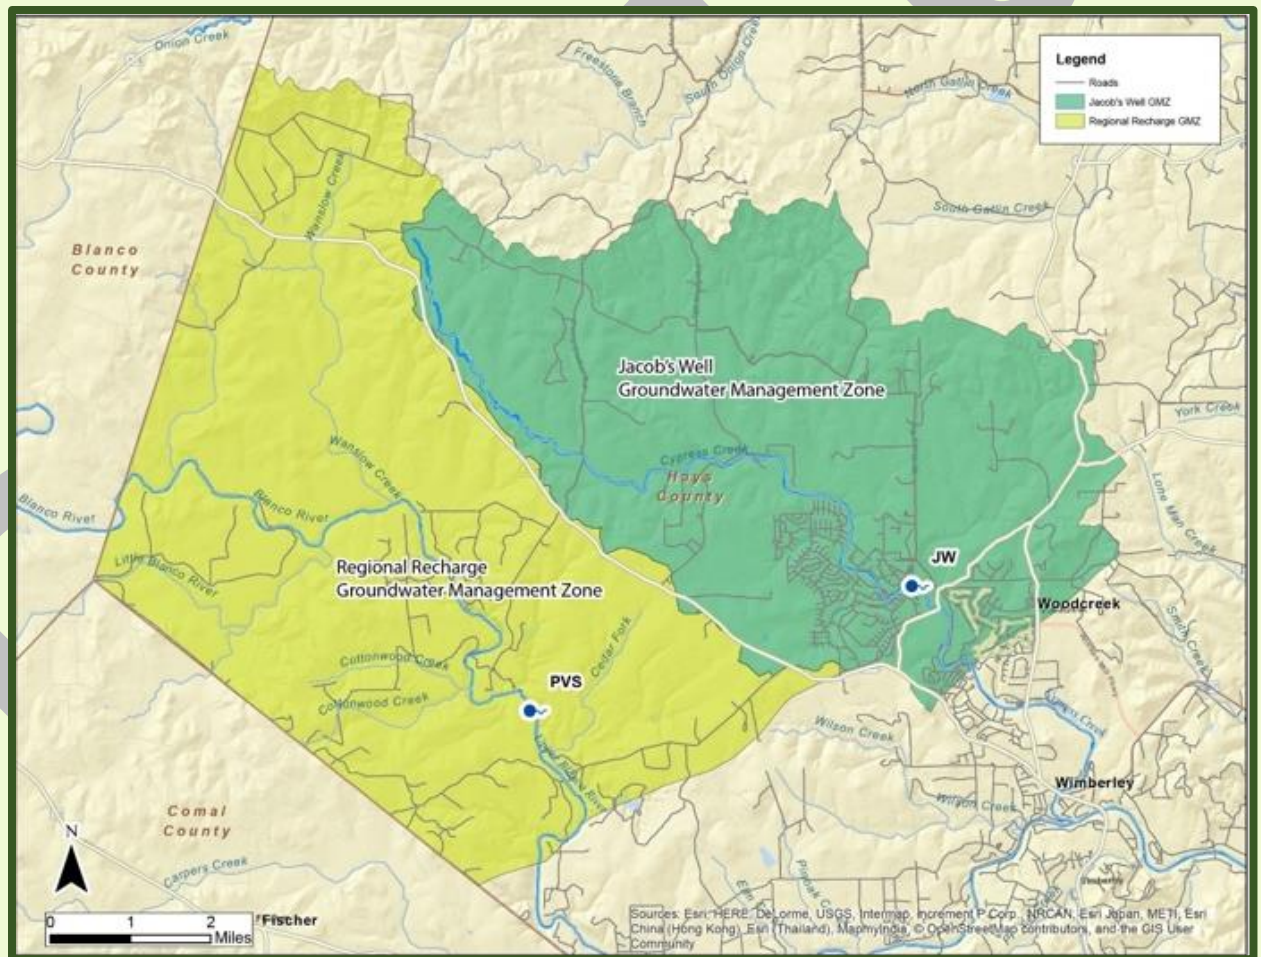 Onion Creek
Freestone Branch
South Onion Creek
North Gatlin Creek
Legend
Roads
Jacob's Well GMZ
Regional Recharge GMZ
Wanslow Creek
South Gatlin Creek
Blanco
County
Jacob's Well
Groundwater Management Zone
York Creek
Wanslow Creek
Cypress Creek
Hays
County
Lone Man Creek
Blanco River
Blanco River
Little Blanco River
Regional Recharge
Groundwater Management Zone
JW
Woodcreek
Smith Creek
Cedar Fork
Cottonwood Creek
Cottonwood Creek
PVS
Wilson Creek
Wimberley
Wilson Creek
Comal
County
N
Carpers Creek
Fischer
0 1 2
Miles
Sources: Esri, HERE, DeLorme, USGS, Intermap, increment P Corp., NRCAN, Esri Japan, METI, Esri
China (Hong Kong), Esri (Thailand), MapmyIndia, © OpenStreetMap contributors, and the GIS User
Community